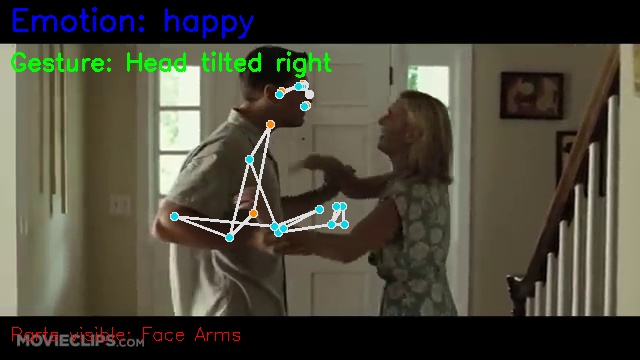 Emotion: happy
Gesture: Head tilted right
Parts visible: Face Arms
MOVIECLIPS.COM